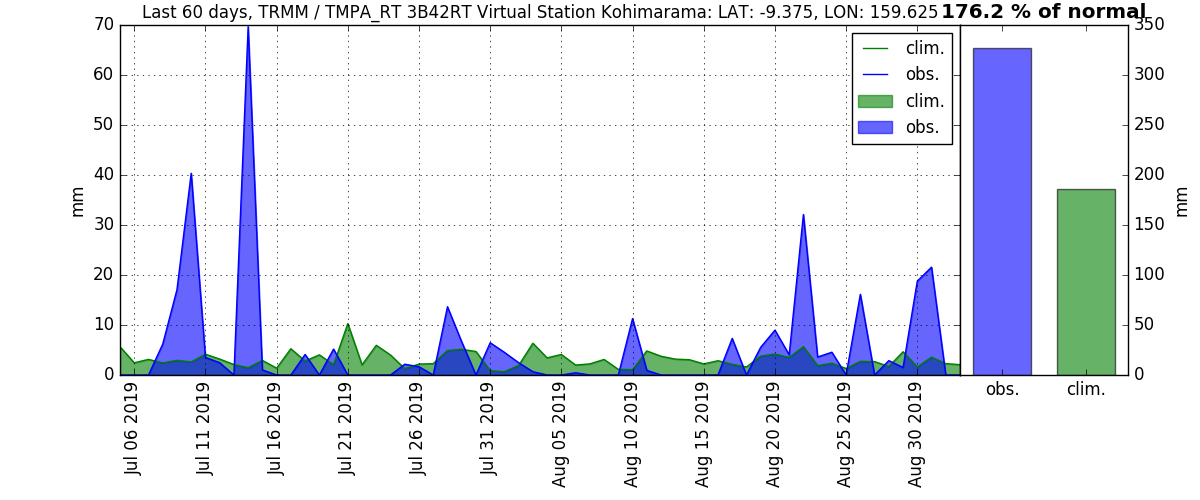 Last 60 days, TRMM / TMPA_RT 3B42RT Virtual Station Kohimarama: LAT: -9.375, LON: 159.625
176.2 % of normal
70
60
50
40
30
20
10
0
mm
clim.
obs.
clim.
obs.
Jul 06 2019
Jul 11 2019
Jul 16 2019
Jul 21 2019
Jul 26 2019
Jul 31 2019
Aug 05 2019
Aug 10 2019
Aug 15 2019
Aug 20 2019
Aug 25 2019
Aug 30 2019
350
300
250
200
150
100
50
0
mm
obs.
clim.